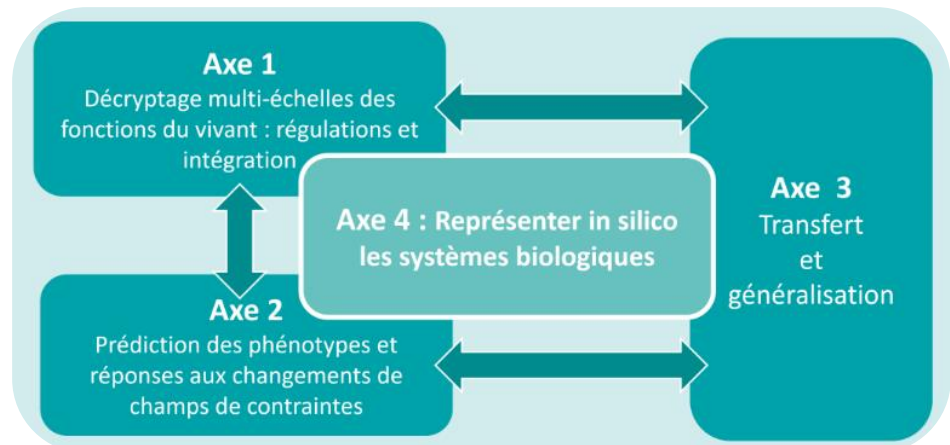 Axe 1
Décryptage multi-échelles des
fonctions du vivant : régulations et
intégration
Axe 4 : Représenter in silico
les systèmes biologiques
Axe 2
Prédiction des phénotypes et
réponses aux changements de
champs de contraintes
Axe 3
Transfert
et
généralisation